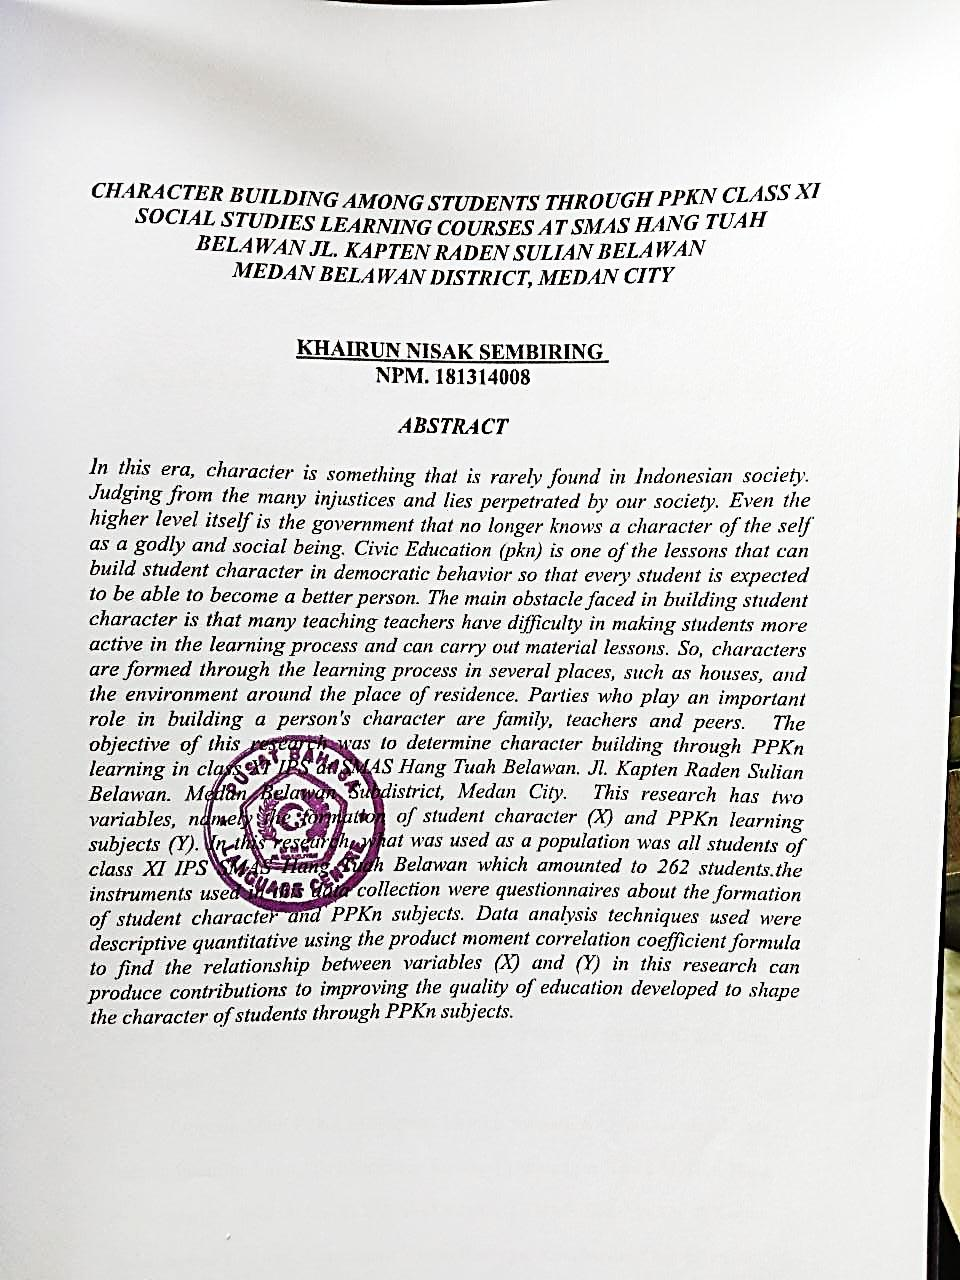 CHARACTER BUILDING AMONG STUDENTS THROUGH PPKN CLASS XI
SOCIAL STUDIES LEARNING COURSES AT SMAS HANG TUAH
BELAWAN JL. KAPTEN RADEN SULIAN BELAWAN
MEDAN BELAWAN DISTRICT, MEDAN CITY
KHAIRUN NISAK SEMBIRING
NPM. 181314008
ABSTRACT
In this era, character is something that is rarely found in Indonesian society.
Judging from the many injustices and lies perpetrated by our society. Even the
higher level itself is the government that no longer knows a character of the self
as a godly and social being. Civic Education (pkn) is one of the lessons that can
build student character in democratic behavior so that every student is expected
to be able to become a better person. The main obstacle faced in building student
character is that many teaching teachers have difficulty in making students more
active in the learning process and can carry out material lessons. So, characters
are formed through the learning process in several places, such as houses, and
the environment around the place of residence. Parties who play an important
role in building a person's character are family, teachers and peers. The
objective of this research was to determine character building through PPKn
learning in class XI IPS at SMAS Hang Tuah Belawan. Jl. Kapten Raden Sulian
Belawan. Medan Belawan Subdistrict, Medan City. This research has two
variables, namely the formation of student character (X) and PPKn learning
subjects (Y). In this research, what was used as a population was all students of
class XI IPS SMAS Hang Tuah Belawan which amounted to 262 students.the
instruments used in this data collection were questionnaires about the formation
of student character and PPKn subjects. Data analysis techniques used were
descriptive quantitative using the product moment correlation coefficient formula
to find the relationship between variables (X) and (Y) in this research can
produce contributions to improving the quality of education developed to shape
the character of students through PPKn subjects.
PUSAT BAHASA
LANGUAGE CENTRE